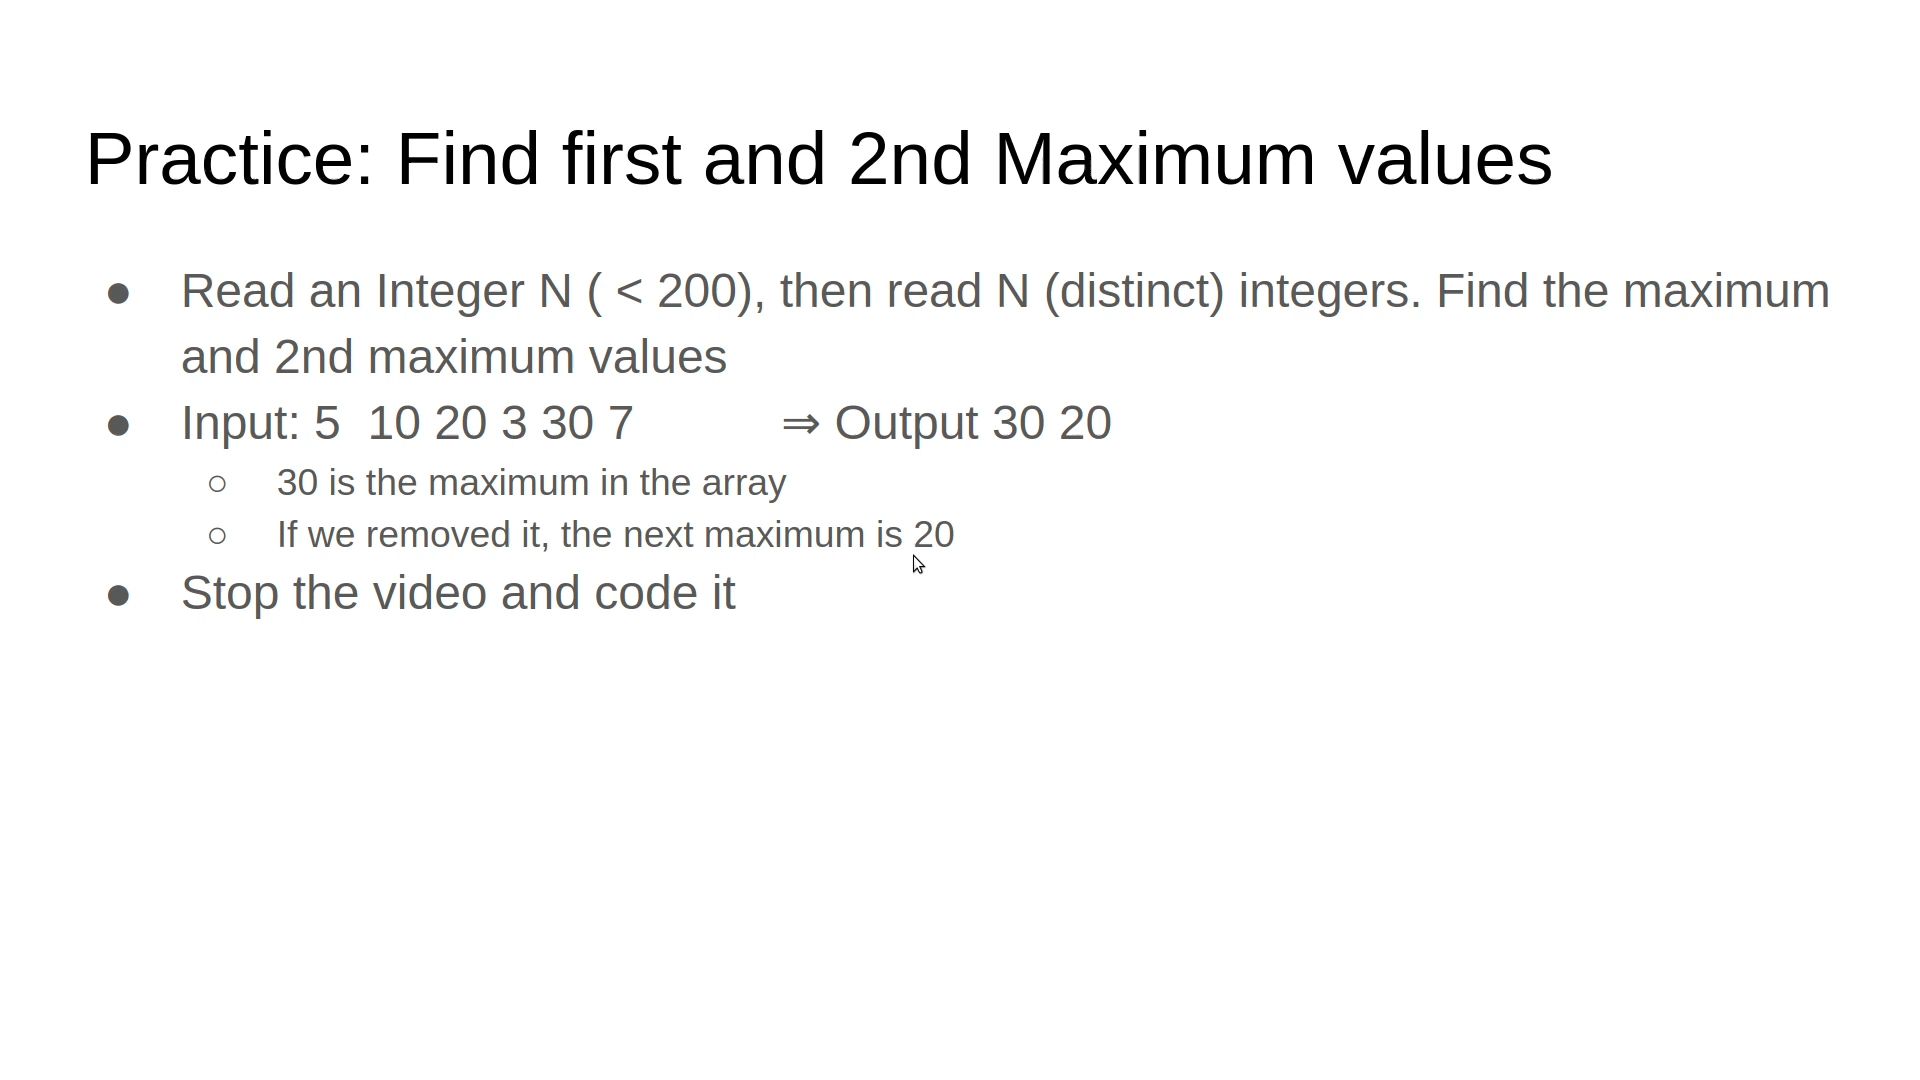 Practice: Find first and 2nd Maximum values
● Read an Integer N ( < 200), then read N (distinct) integers. Find the maximum
and 2nd maximum values
● Input: 5  10 20 3 30 7 ⇒ Output 30 20
○ 30 is the maximum in the array
○ If we removed it, the next maximum is 20
● Stop the video and code it